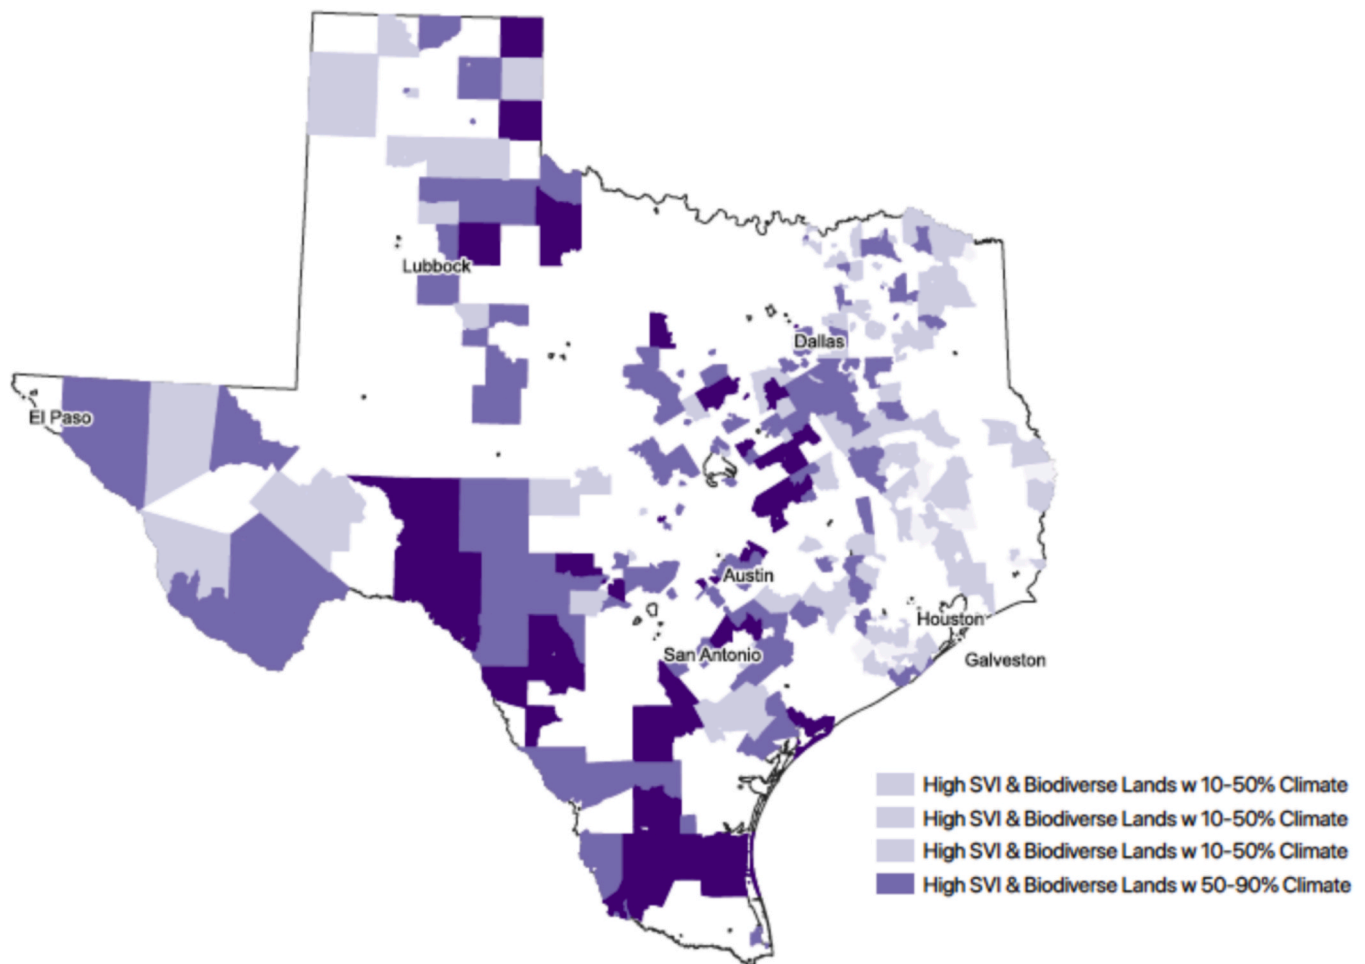 Lubbock
Dallas
El Paso
Austin
Houston
San Antonio
Galveston
High SVI & Biodiverse Lands w 10-50% Climate
High SVI & Biodiverse Lands w 10-50% Climate
High SVI & Biodiverse Lands w 10-50% Climate
High SVI & Biodiverse Lands w 50-90% Climate